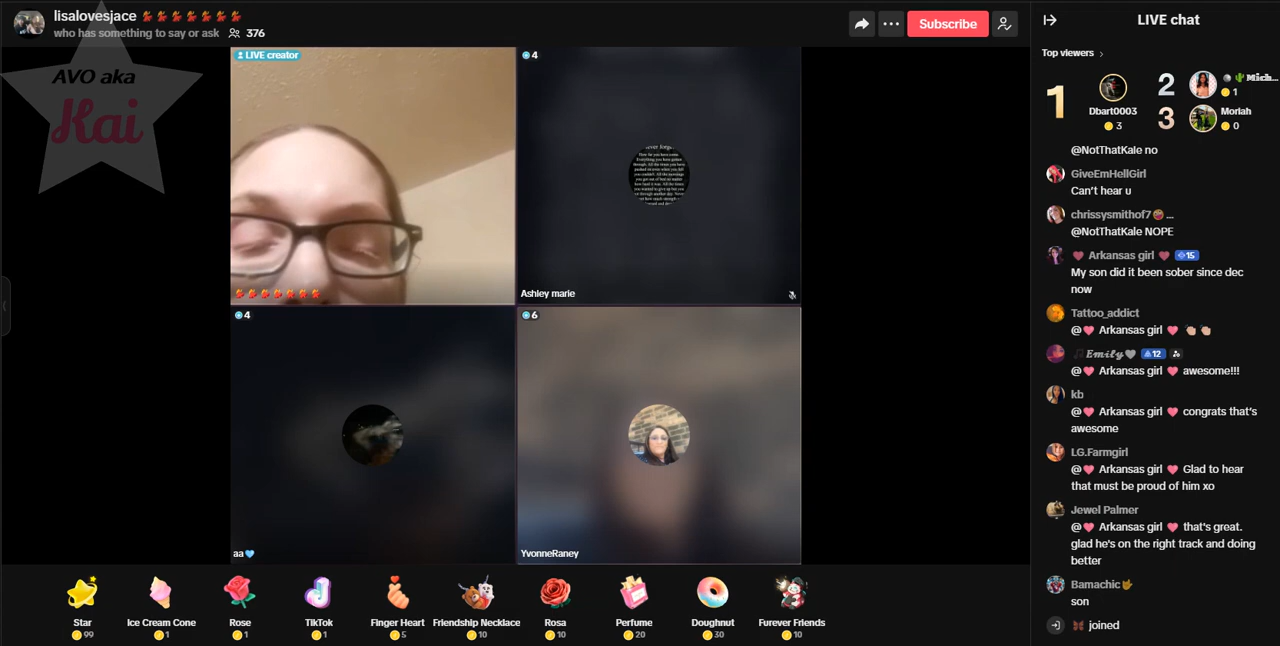 lisalovesjace
who has something to say or ask 376
Subscribe
LIVE chat
AVO aka
Kai
Top viewers
1
Dbart0003
3
2
1
3
Moriah
0
LIVE creator
4
Ashley marie
4
aa
6
YvonneRaney
@NotThatKale no
GiveEmHellGirl
Can't hear u
chrissysmithof7 ...
@NotThatKale NOPE
Arkansas girl 15
My son did it been sober since dec
now
Tattoo_addict
@ Arkansas girl
Emily 12
@ Arkansas girl awesome!!!
kb
@ Arkansas girl congrats that's
awesome
LG.Farmgirl
@ Arkansas girl Glad to hear
that must be proud of him xo
Jewel Palmer
@ Arkansas girl that's great.
glad he's on the right track and doing
better
Bamachic
son
joined
Star
99
Ice Cream Cone
1
Rose
1
TikTok
1
Finger Heart
5
Friendship Necklace
10
Rosa
10
Perfume
20
Doughnut
30
Furever Friends
10